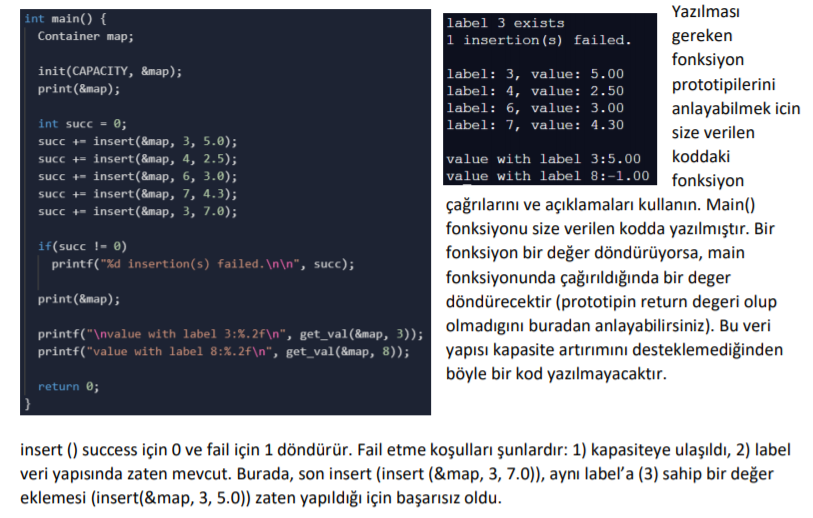 int main() {
Container map;
init(CAPACITY, &map);
print(&map);
int succ = 0;
succ += insert(&map, 3, 5.0);
succ += insert(&map, 4, 2.5);
succ += insert(&map, 6, 3.0);
succ += insert(&map, 7, 4.3);
succ += insert(&map, 3, 7.0);
if(succ != 0)
printf("%d insertion(s) failed.\n\n", succ);
print(&map);
printf("\nvalue with label 3:%.2f\n", get_val(&map, 3));
printf("value with label 8:%.2f\n", get_val(&map, 8));
return 0;
}
label 3 exists
1 insertion(s) failed.
label: 3, value: 5.00
label: 4, value: 2.50
label: 6, value: 3.00
label: 7, value: 4.30
value with label 3:5.00
value with label 8:-1.00
Yazılması
gereken
fonksiyon
prototipilerini
anlayabilmek icin
size verilen
koddaki
fonksiyon
çağrılarını ve açıklamaları kullanın. Main()
fonksiyonu size verilen kodda yazılmıştır. Bir
fonksiyon bir değer döndürüyorsa, main
fonksiyonunda çağırıldığında bir deger
döndürecektir (prototipin return degeri olup
olmadıgını buradan anlayabilirsiniz). Bu veri
yapısı kapasite artırımını desteklemediğinden
böyle bir kod yazılmayacaktır.
insert () success için 0 ve fail için 1 döndürür. Fail etme koşulları şunlardır: 1) kapasiteye ulaşıldı, 2) label
veri yapısında zaten mevcut. Burada, son insert (insert (&map, 3, 7.0)), aynı label’a (3) sahip bir değer
eklemesi (insert(&map, 3, 5.0)) zaten yapıldığı için başarısız oldu.